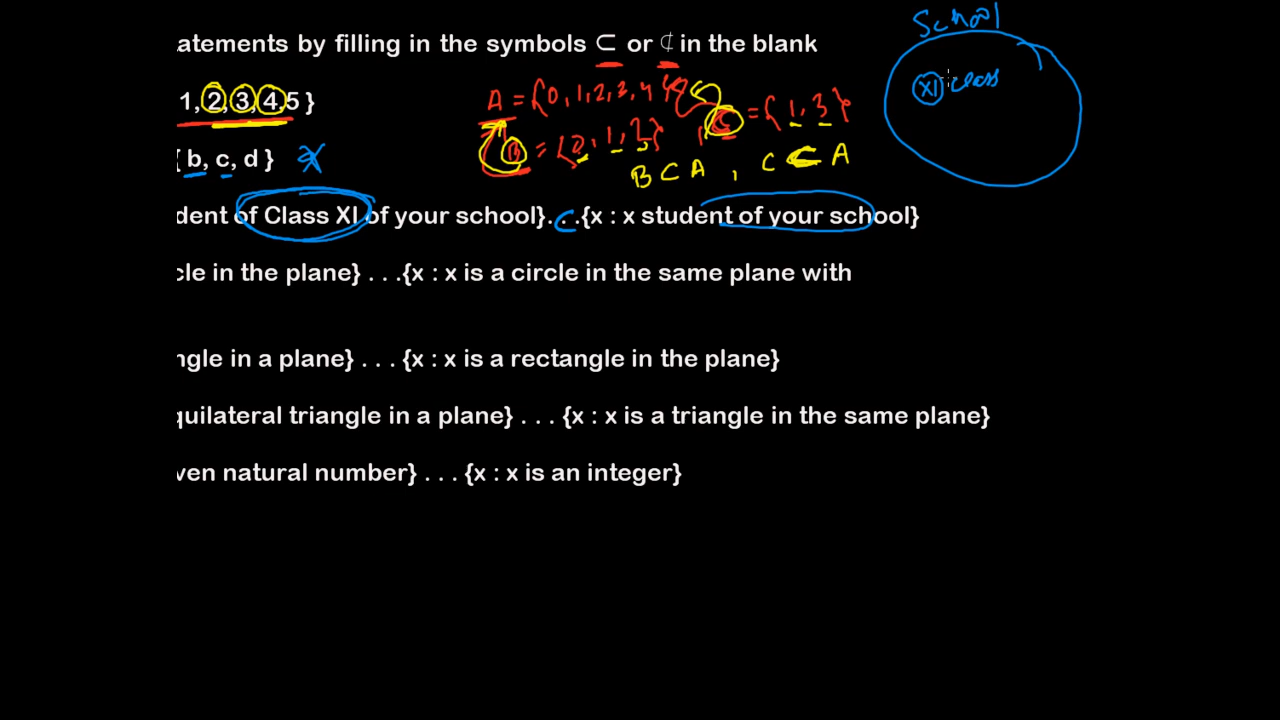 School
atements by filling in the symbols ⊂ or ⊄ in the blank
XI class
1, 2, 3, 4, 5 }
A = {0, 1, 2, 3, 4
= { 1, 3 }
B = {0, 1, 2}
B ⊂ A , C ⊂ A
{ b, c, d }
dent of Class XI of your school}. . .{x : x student of your school}
cle in the plane} . . .{x : x is a circle in the same plane with
ngle in a plane} . . . {x : x is a rectangle in the plane}
quilateral triangle in a plane} . . . {x : x is a triangle in the same plane}
ven natural number} . . . {x : x is an integer}